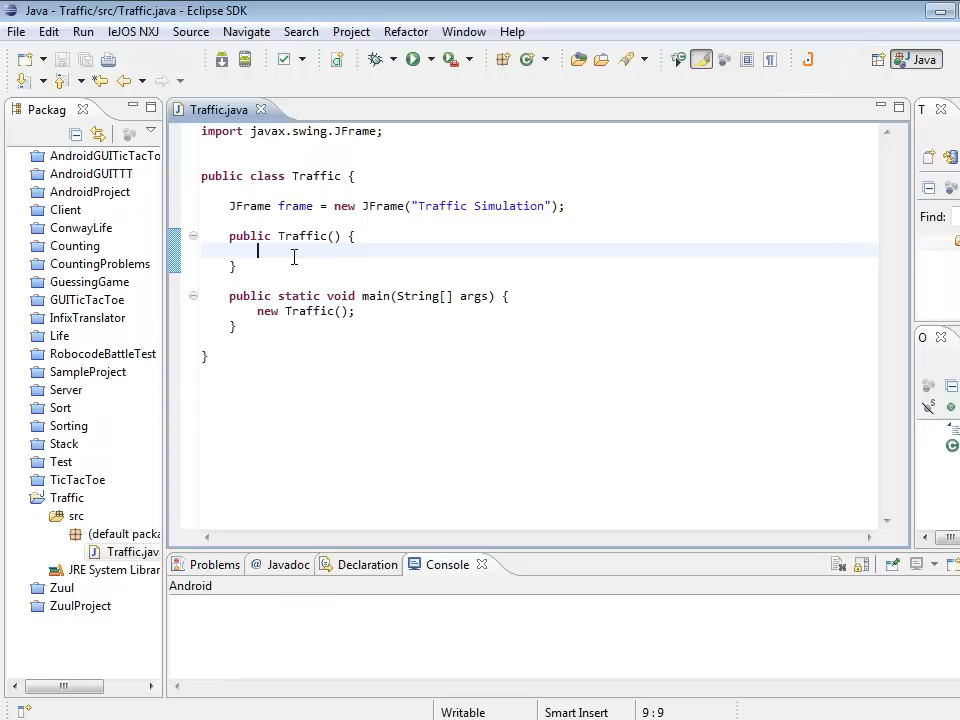 Java - Traffic/src/Traffic.java - Eclipse SDK
File Edit Run leJOS NXJ Source Navigate Search Project Refactor Window Help
Java
Packag
Traffic.java
T
AndroidGUITicTacTo
AndroidGUITTT
AndroidProject
Client
ConwayLife
Counting
CountingProblems
GuessingGame
GUITicTacToe
InfixTranslator
Life
RobocodeBattleTest
SampleProject
Server
Sort
Sorting
Stack
Test
TicTacToe
Traffic
src
(default packa
Traffic.jav
JRE System Librar
Zuul
ZuulProject
import javax.swing.JFrame;
public class Traffic {
JFrame frame = new JFrame("Traffic Simulation");
public Traffic() {
}
public static void main(String[] args) {
new Traffic();
}
}
Find:
O
Problems @ Javadoc Declaration Console
Android
Writable Smart Insert 9 : 9